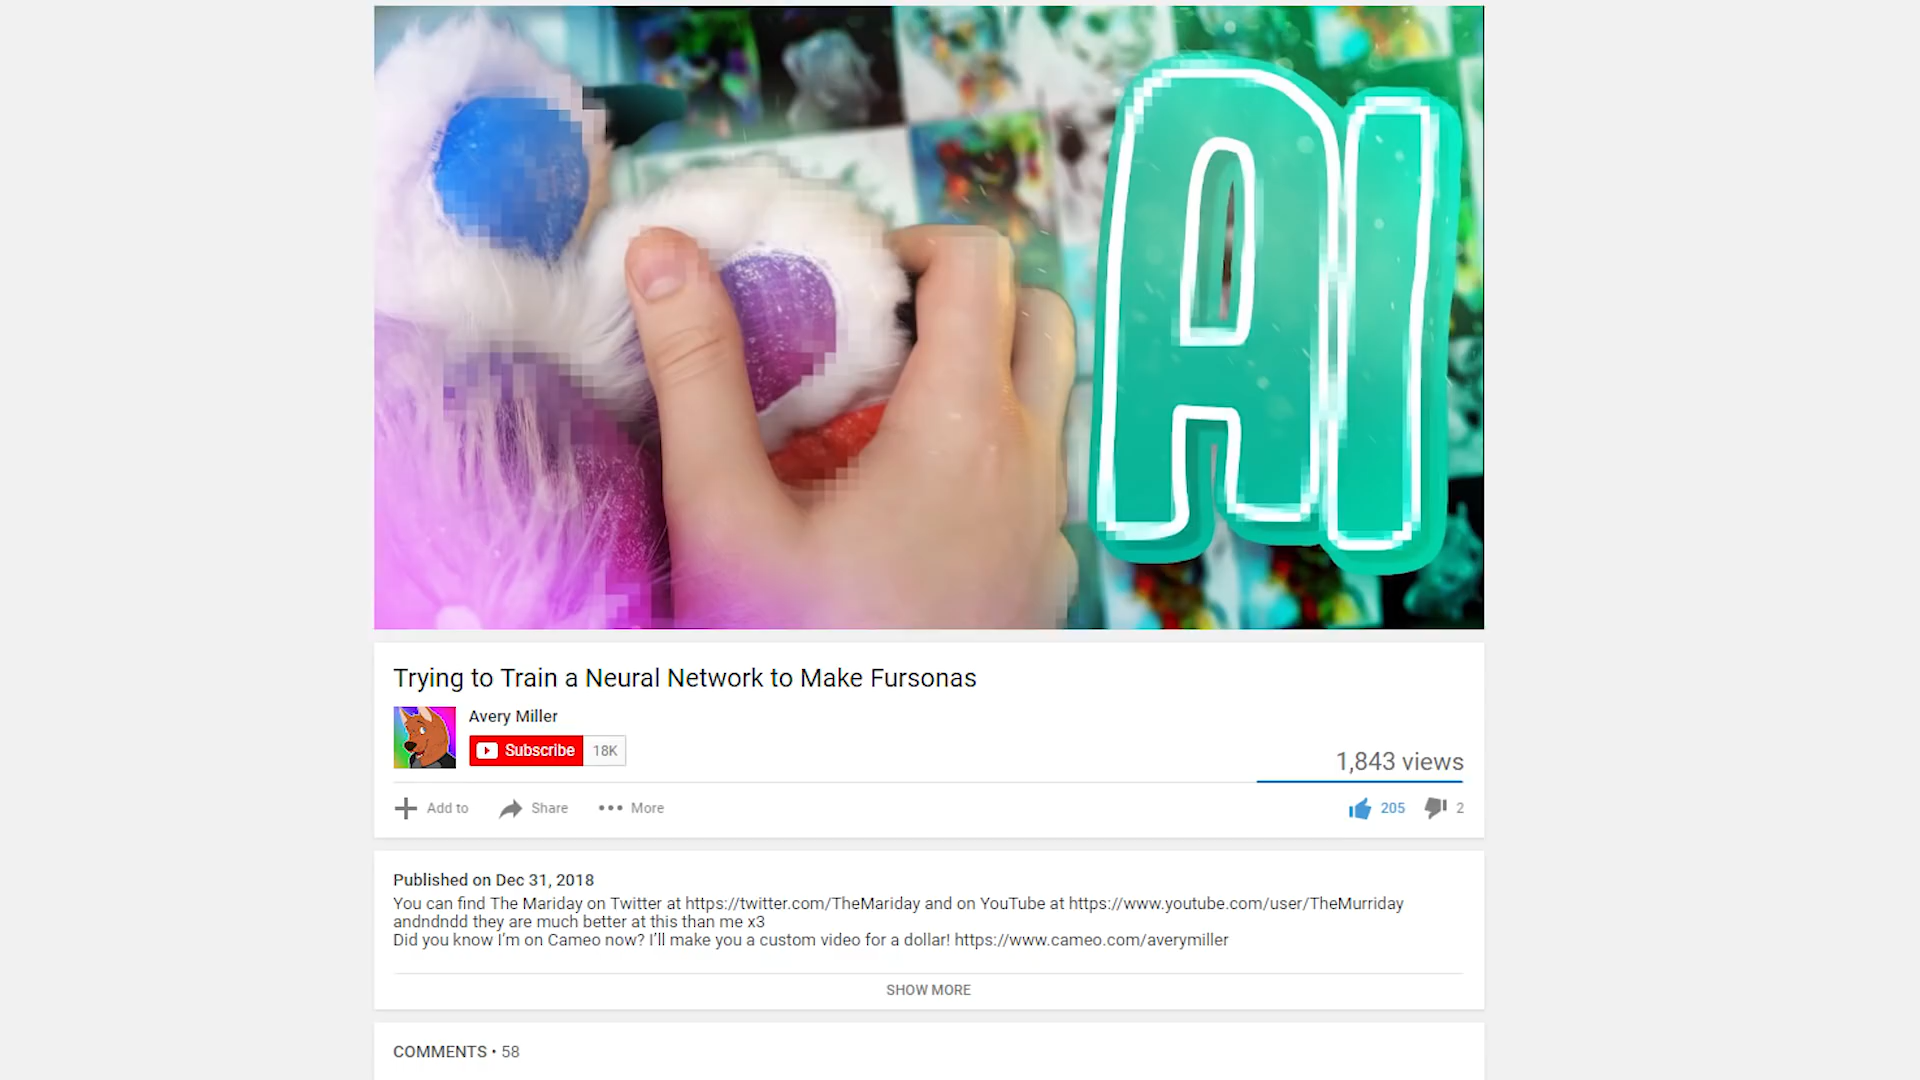 AI
Trying to Train a Neural Network to Make Fursonas
Avery Miller
Subscribe 18K
1,843 views
Add to Share More 205 2
Published on Dec 31, 2018
You can find The Mariday on Twitter at https://twitter.com/TheMariday and on YouTube at https://www.youtube.com/user/TheMurriday
andndndd they are much better at this than me x3
Did you know I'm on Cameo now? I'll make you a custom video for a dollar! https://www.cameo.com/averymiller
SHOW MORE
COMMENTS • 58